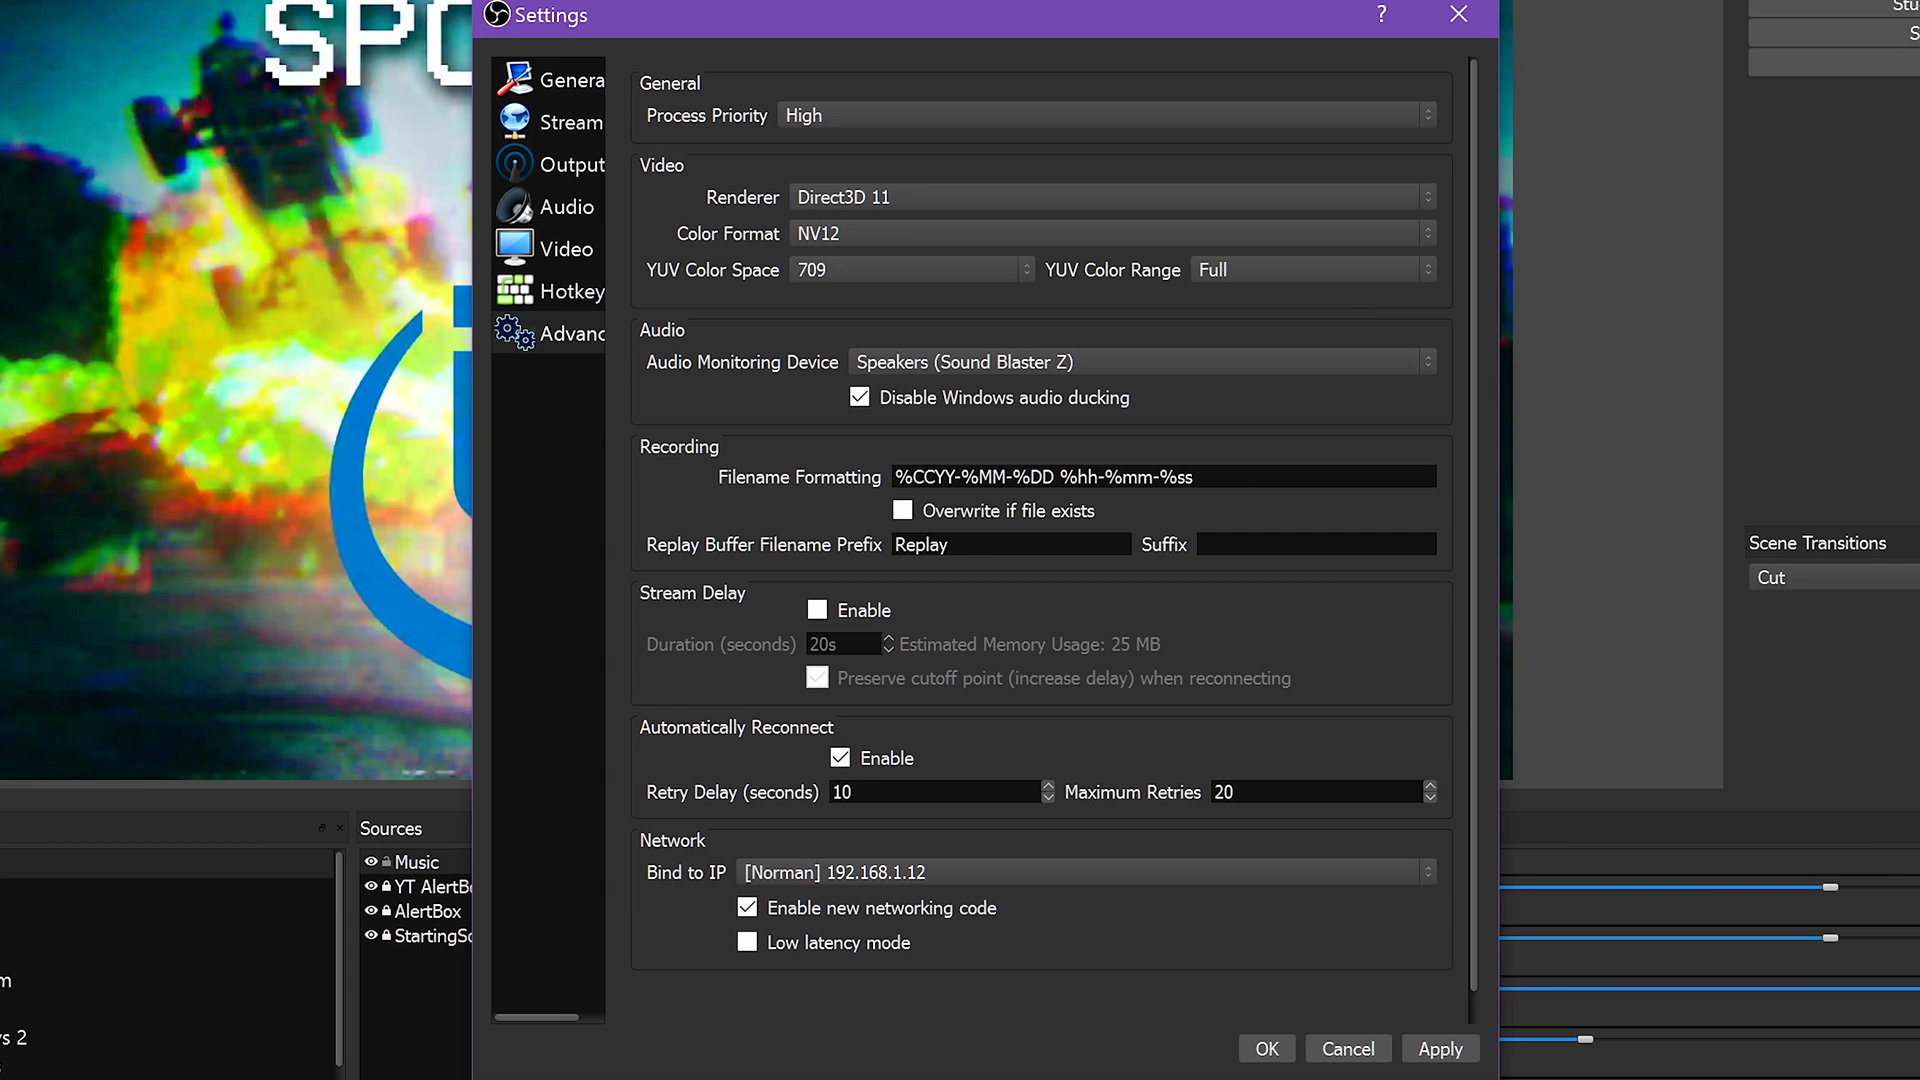 SPO
Settings
?
Stu
S
Genera
Stream
Output
Audio
Video
Hotkey
Advanc
General
Process Priority High
Video
Renderer Direct3D 11
Color Format NV12
YUV Color Space 709 YUV Color Range Full
Audio
Audio Monitoring Device Speakers (Sound Blaster Z)
Disable Windows audio ducking
Recording
Filename Formatting %CCYY-%MM-%DD %hh-%mm-%ss
Overwrite if file exists
Replay Buffer Filename Prefix Replay Suffix
Stream Delay
Enable
Duration (seconds) 20s Estimated Memory Usage: 25 MB
Preserve cutoff point (increase delay) when reconnecting
Automatically Reconnect
Enable
Retry Delay (seconds) 10 Maximum Retries 20
Network
Bind to IP [Norman] 192.168.1.12
Enable new networking code
Low latency mode
OK Cancel Apply
Scene Transitions
Cut
Sources
Music
YT AlertBo
AlertBox
StartingSc
m
ys 2